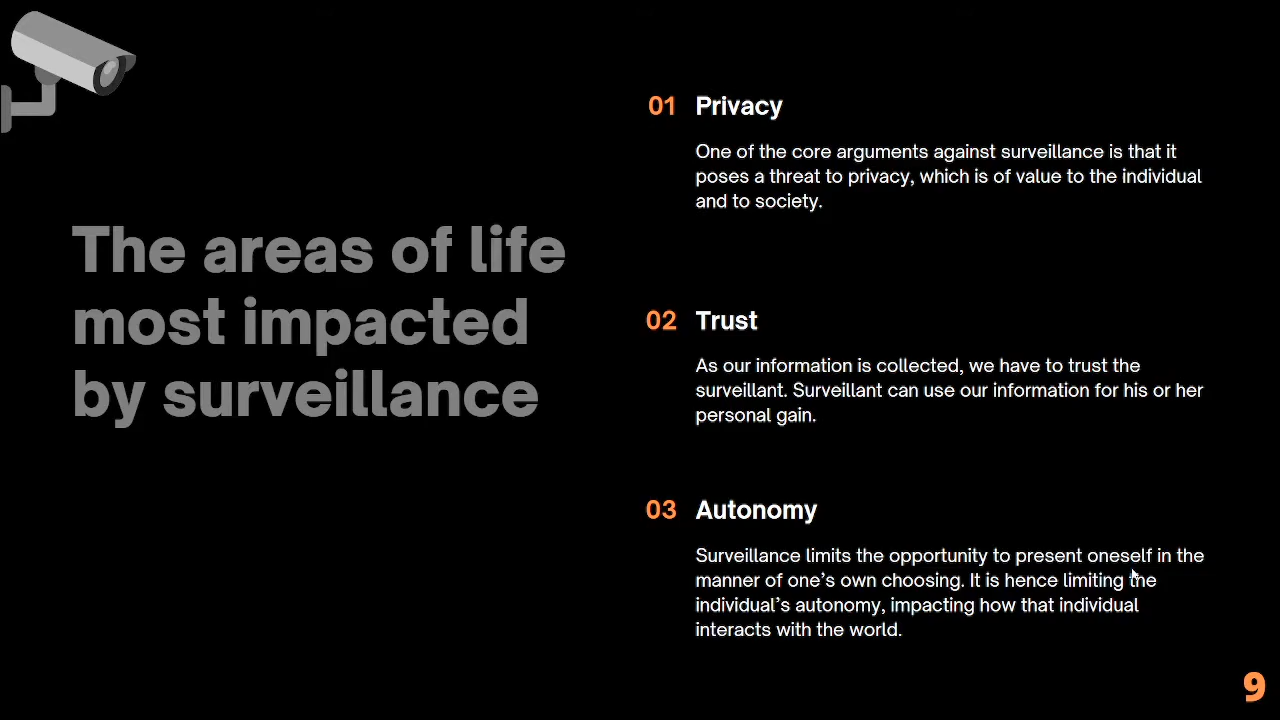 The areas of life
most impacted
by surveillance
01 Privacy
One of the core arguments against surveillance is that it
poses a threat to privacy, which is of value to the individual
and to society.
02 Trust
As our information is collected, we have to trust the
surveillant. Surveillant can use our information for his or her
personal gain.
03 Autonomy
Surveillance limits the opportunity to present oneself in the
manner of one’s own choosing. It is hence limiting the
individual’s autonomy, impacting how that individual
interacts with the world.
9